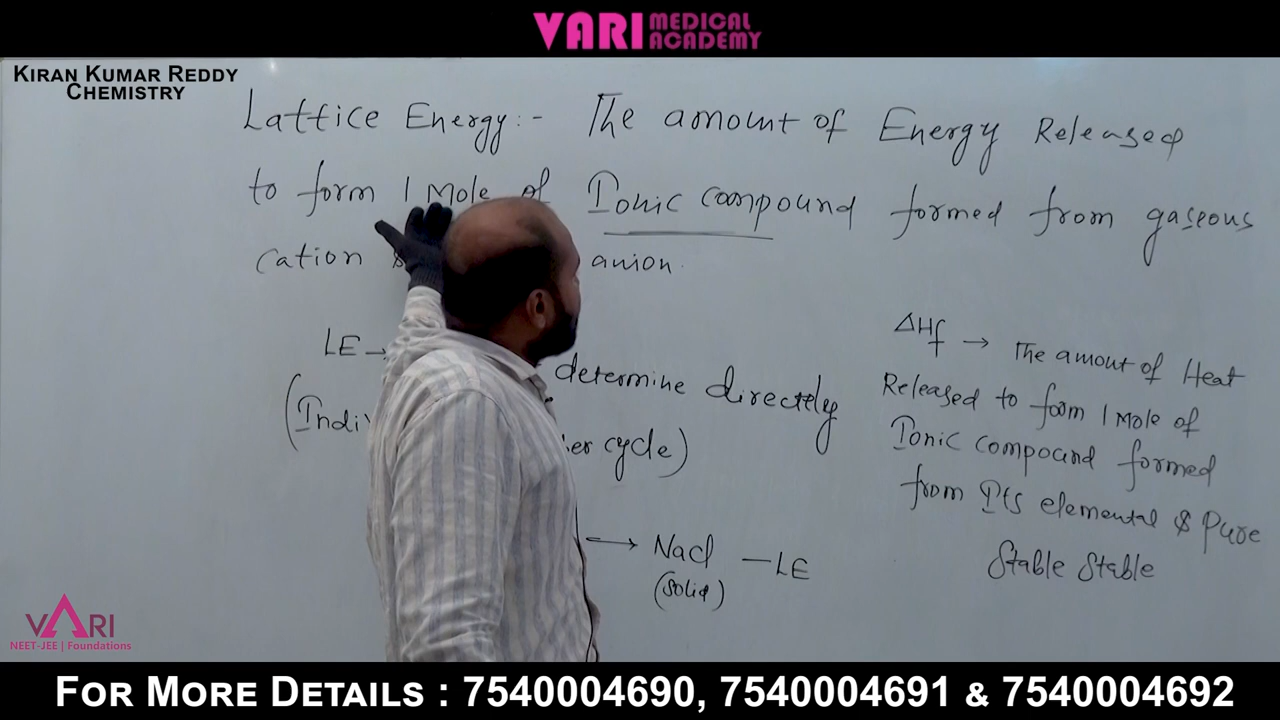 VARI MEDICAL ACADEMY
KIRAN KUMAR REDDY
CHEMISTRY
Lattice Energy:- The amount of Energy Released
to form 1 Mole of Ionic compound formed from gaseous
cation & anion.
LE → determine directely
(Indi er cycle)
→ Nacl - LE
(solid)
ΔHf → The amout of Heat
Released to form 1 Mole of
Ionic compound formed
from Its elemental & Pure
Stable Stable
VARI
NEET-JEE | Foundations
FOR MORE DETAILS : 7540004690, 7540004691 & 7540004692